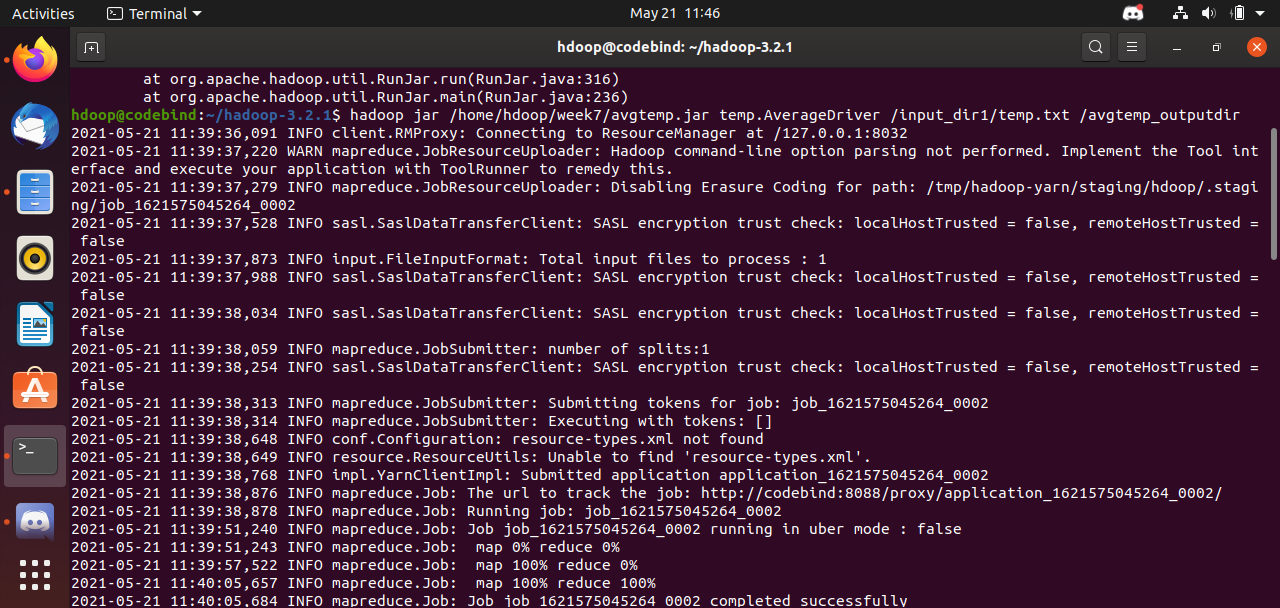 Activities
Terminal
May 21 11:46
hdoop@codebind: ~/hadoop-3.2.1
        at org.apache.hadoop.util.RunJar.run(RunJar.java:316)
        at org.apache.hadoop.util.RunJar.main(RunJar.java:236)
hdoop@codebind:~/hadoop-3.2.1$ hadoop jar /home/hdoop/week7/avgtemp.jar temp.AverageDriver /input_dir1/temp.txt /avgtemp_outputdir
2021-05-21 11:39:36,091 INFO client.RMProxy: Connecting to ResourceManager at /127.0.0.1:8032
2021-05-21 11:39:37,220 WARN mapreduce.JobResourceUploader: Hadoop command-line option parsing not performed. Implement the Tool int
erface and execute your application with ToolRunner to remedy this.
2021-05-21 11:39:37,279 INFO mapreduce.JobResourceUploader: Disabling Erasure Coding for path: /tmp/hadoop-yarn/staging/hdoop/.stagi
ng/job_1621575045264_0002
2021-05-21 11:39:37,528 INFO sasl.SaslDataTransferClient: SASL encryption trust check: localHostTrusted = false, remoteHostTrusted =
 false
2021-05-21 11:39:37,873 INFO input.FileInputFormat: Total input files to process : 1
2021-05-21 11:39:37,988 INFO sasl.SaslDataTransferClient: SASL encryption trust check: localHostTrusted = false, remoteHostTrusted =
 false
2021-05-21 11:39:38,034 INFO sasl.SaslDataTransferClient: SASL encryption trust check: localHostTrusted = false, remoteHostTrusted =
 false
2021-05-21 11:39:38,059 INFO mapreduce.JobSubmitter: number of splits:1
2021-05-21 11:39:38,254 INFO sasl.SaslDataTransferClient: SASL encryption trust check: localHostTrusted = false, remoteHostTrusted =
 false
2021-05-21 11:39:38,313 INFO mapreduce.JobSubmitter: Submitting tokens for job: job_1621575045264_0002
2021-05-21 11:39:38,314 INFO mapreduce.JobSubmitter: Executing with tokens: []
2021-05-21 11:39:38,648 INFO conf.Configuration: resource-types.xml not found
2021-05-21 11:39:38,649 INFO resource.ResourceUtils: Unable to find 'resource-types.xml'.
2021-05-21 11:39:38,768 INFO impl.YarnClientImpl: Submitted application application_1621575045264_0002
2021-05-21 11:39:38,876 INFO mapreduce.Job: The url to track the job: http://codebind:8088/proxy/application_1621575045264_0002/
2021-05-21 11:39:38,878 INFO mapreduce.Job: Running job: job_1621575045264_0002
2021-05-21 11:39:51,240 INFO mapreduce.Job: Job job_1621575045264_0002 running in uber mode : false
2021-05-21 11:39:51,243 INFO mapreduce.Job:  map 0% reduce 0%
2021-05-21 11:39:57,522 INFO mapreduce.Job:  map 100% reduce 0%
2021-05-21 11:40:05,657 INFO mapreduce.Job:  map 100% reduce 100%
2021-05-21 11:40:05,684 INFO mapreduce.Job: Job job_1621575045264_0002 completed successfully